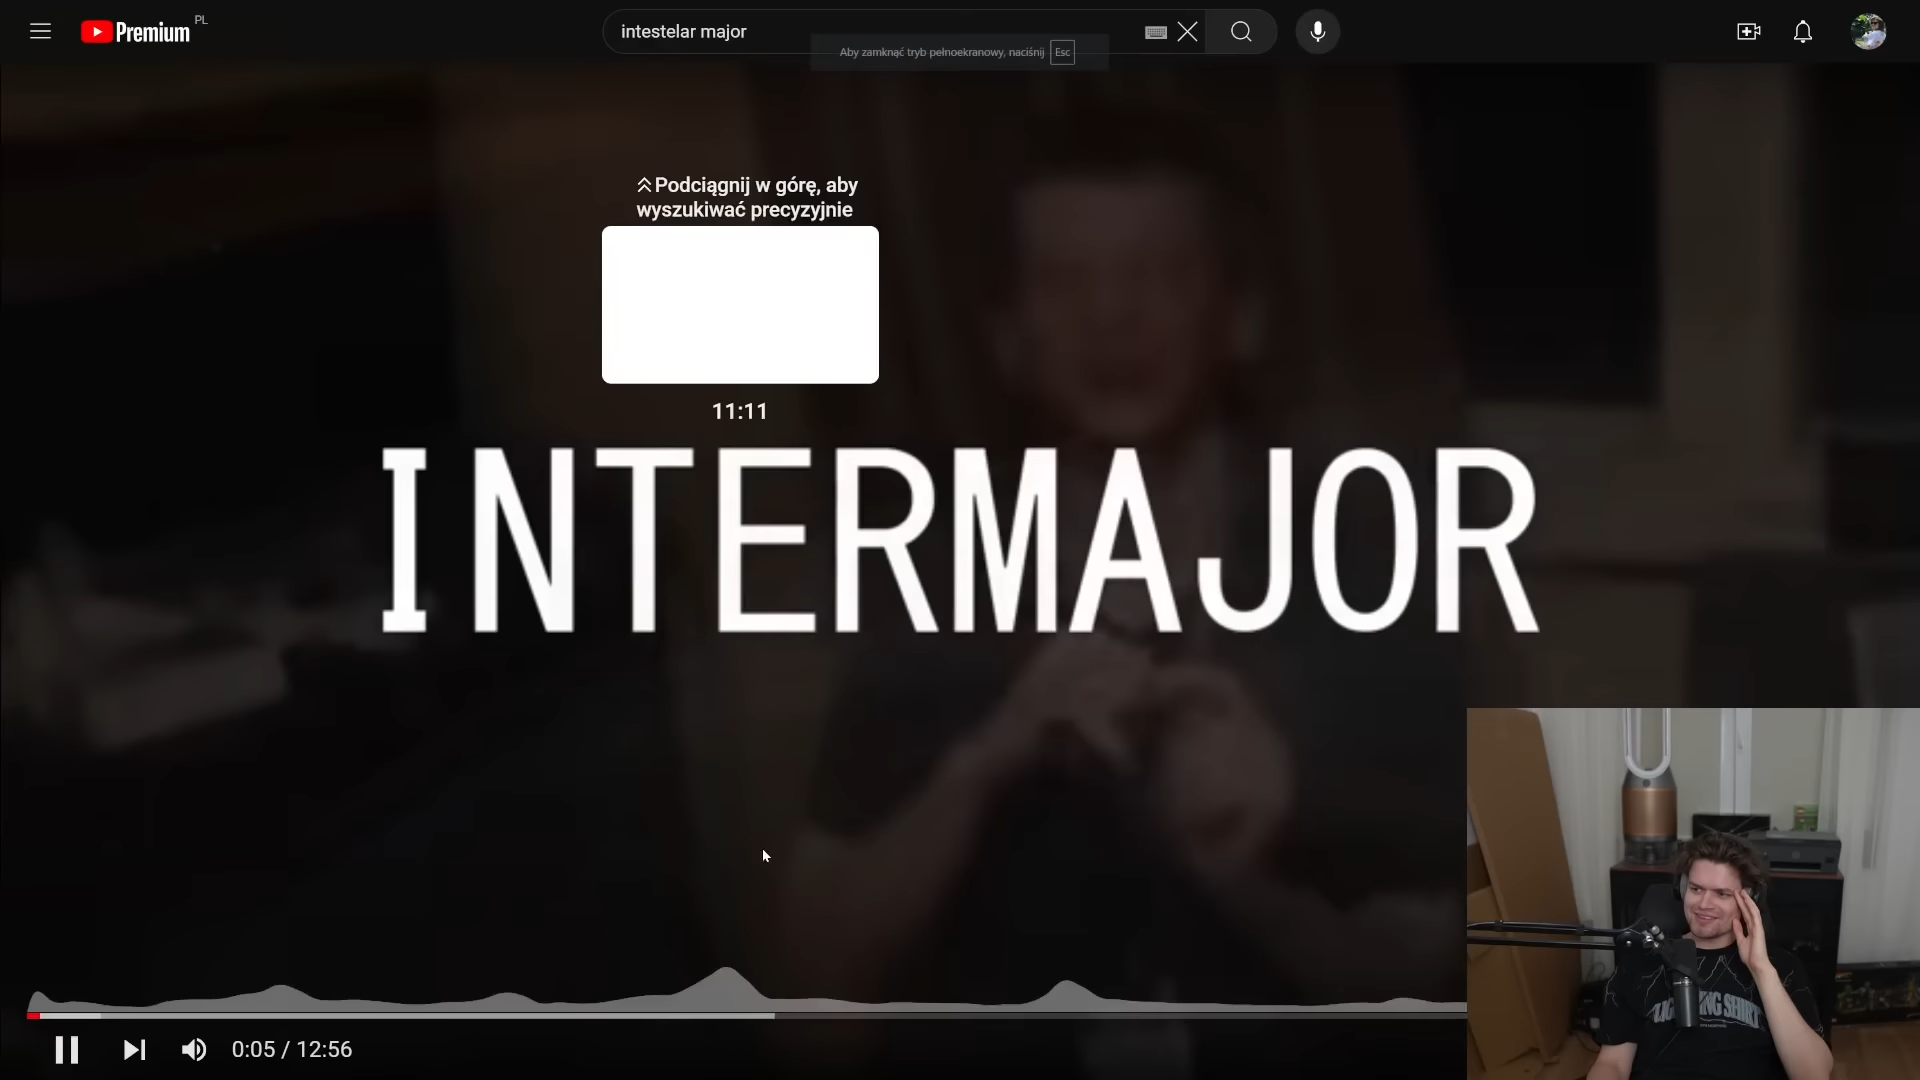 Premium PL
intestelar major
Aby zamknąć tryb pełnoekranowy, naciśnij Esc
Podciągnij w górę, aby
wyszukiwać precyzyjnie
11:11
INTERMAJOR
0:05 / 12:56